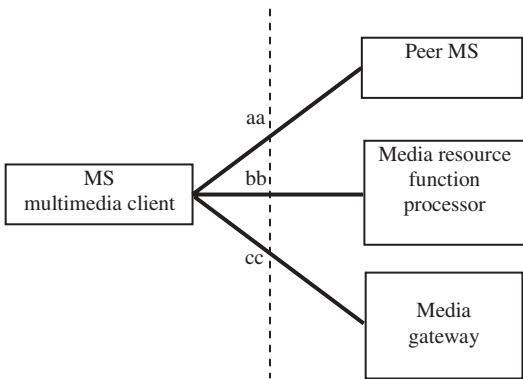 Peer MS
aa
MS
multimedia client
bb
Media resource
function
processor
cc
Media
gateway